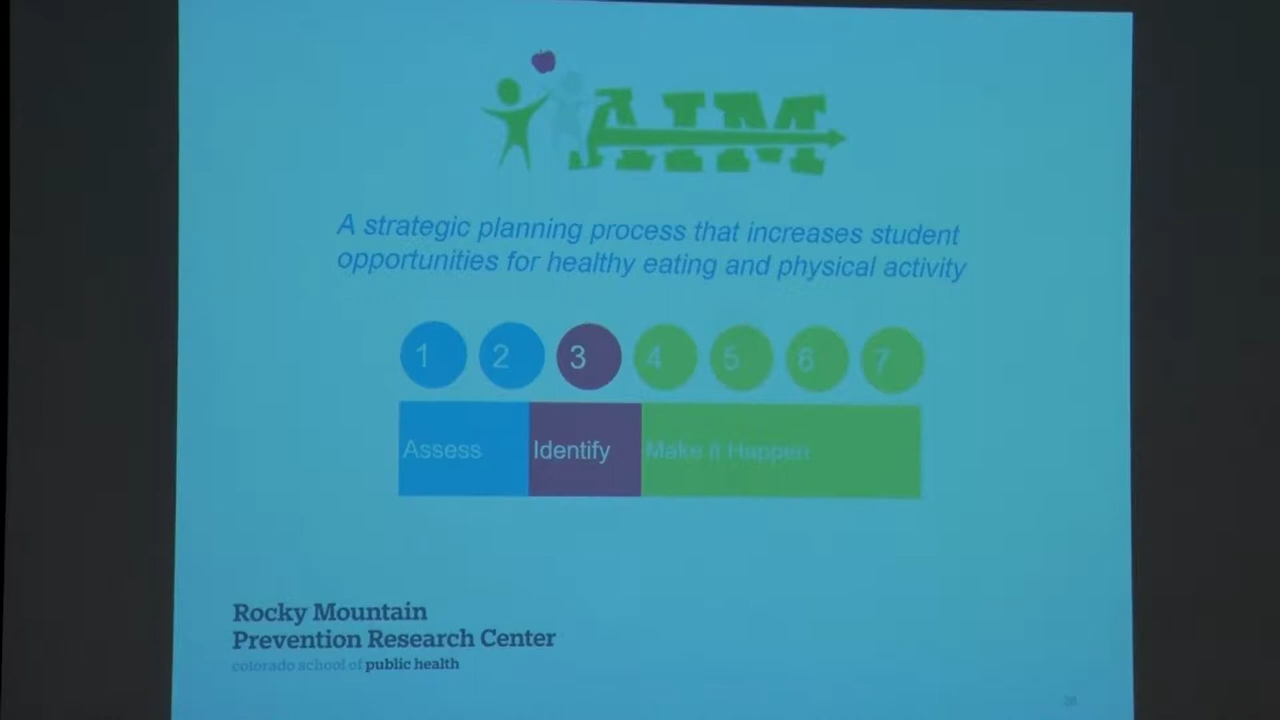 AIM
A strategic planning process that increases student
opportunities for healthy eating and physical activity
1 2 3 4 5 6 7
Assess Identify Make it Happen
Rocky Mountain
Prevention Research Center
colorado school of public health